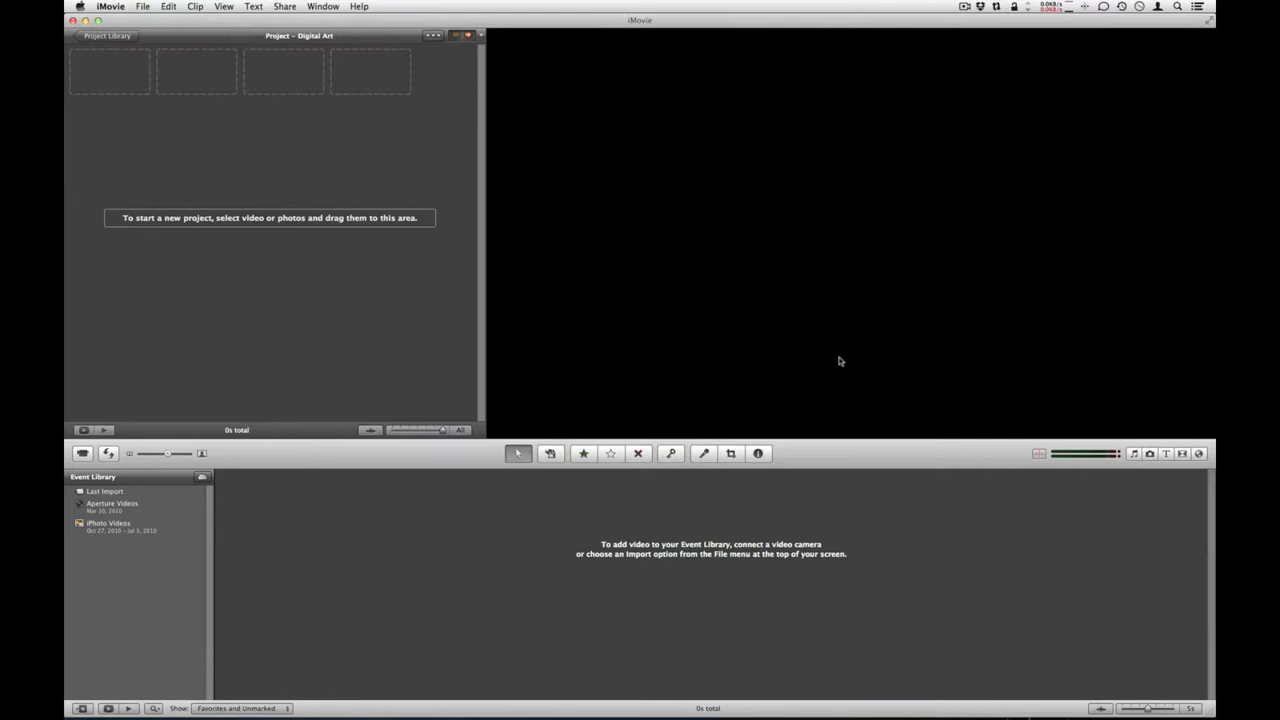 iMovie File Edit Clip View Text Share Window Help
0.0KB/s
0.0KB/s
iMovie
Project Library
Project – Digital Art
To start a new project, select video or photos and drag them to this area.
0s total
All
Event Library
Last Import
Aperture Videos
Mar 30, 2010
iPhoto Videos
Oct 27, 2010 – Jul 3, 2010
To add video to your Event Library, connect a video camera
or choose an Import option from the File menu at the top of your screen.
Show: Favorites and Unmarked
0s total
5s